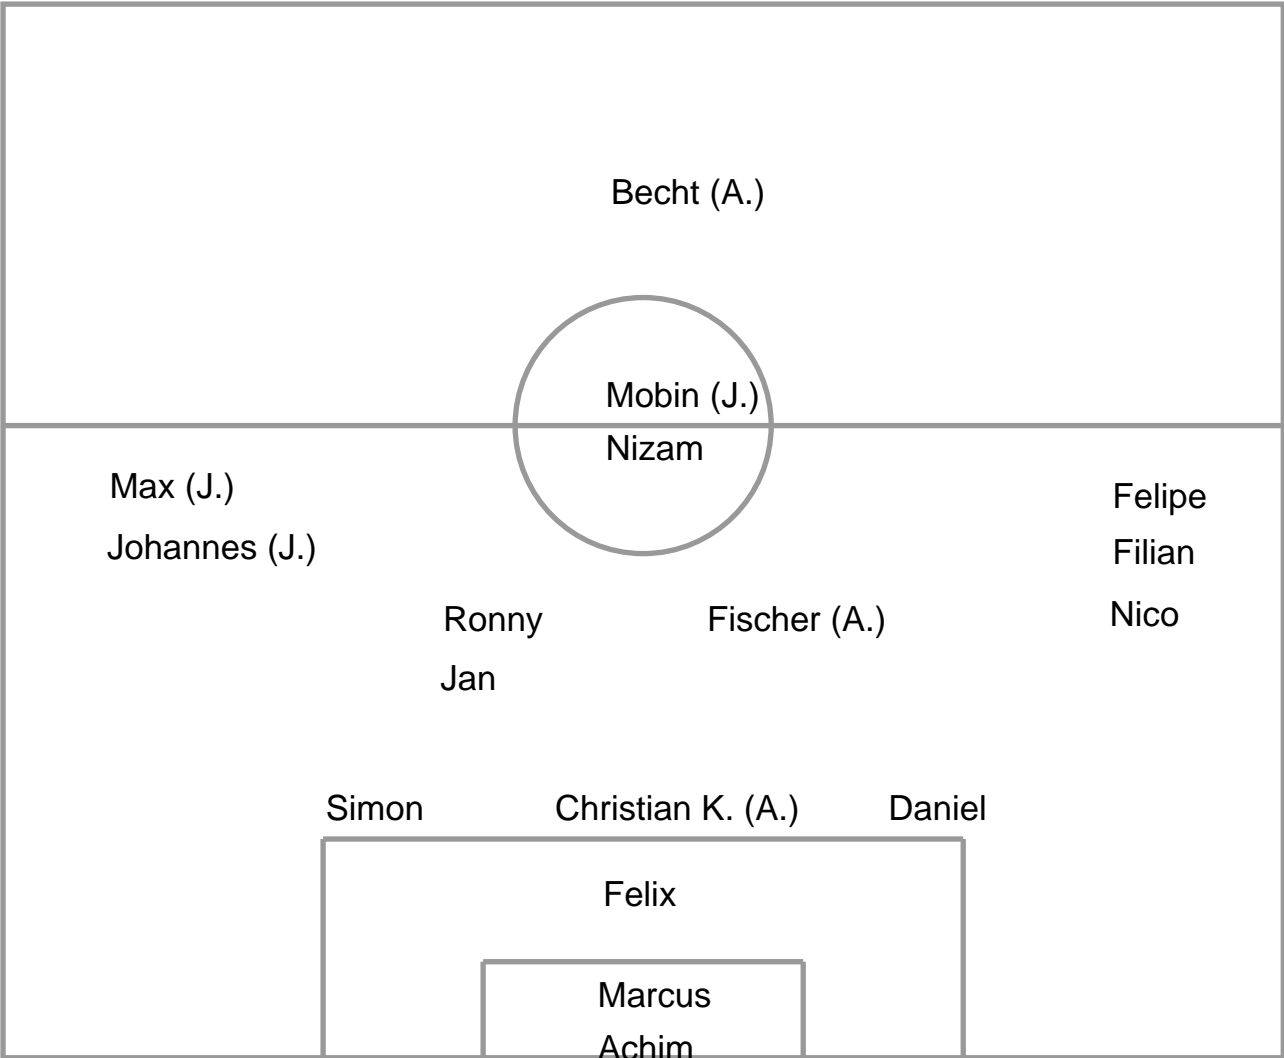 Becht (A.)
Mobin (J.)
Nizam
Max (J.)
Johannes (J.)
Felipe
Filian
Nico
Ronny
Jan
Fischer (A.)
Simon
Christian K. (A.)
Daniel
Felix
Marcus
Achim